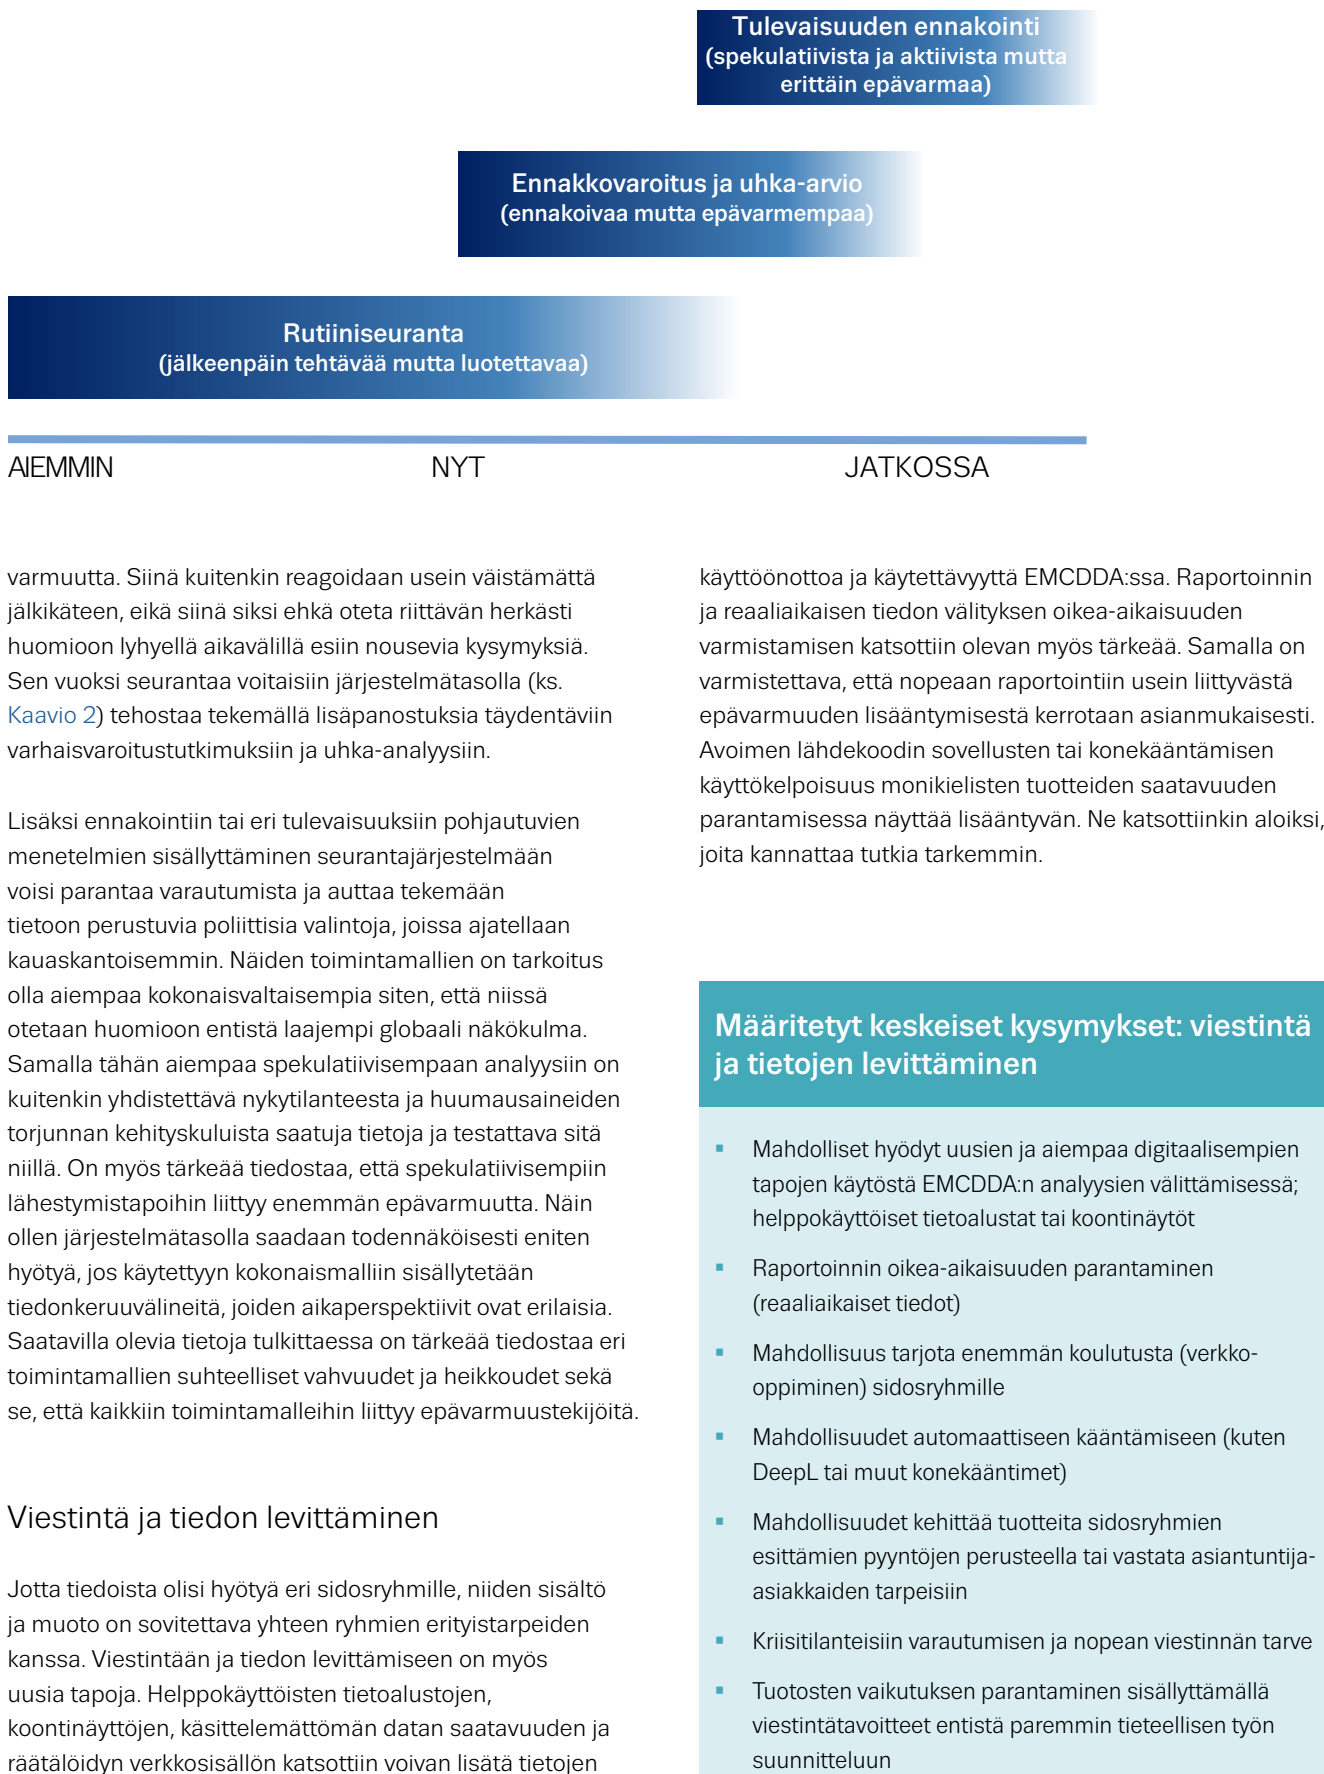 Tulevaisuuden ennakointi
(spekulatiivista ja aktiivista mutta
erittäin epävarmaa)
Ennakkovaroitus ja uhka-arvio
(ennakoivaa mutta epävarmempaa)
Rutiiniseuranta
(jälkeenpäin tehtävää mutta luotettavaa)
AIEMMIN NYT JATKOSSA
varmuutta. Siinä kuitenkin reagoidaan usein väistämättä
jälkikäteen, eikä siinä siksi ehkä oteta riittävän herkästi
huomioon lyhyellä aikavälillä esiin nousevia kysymyksiä.
Sen vuoksi seurantaa voitaisiin järjestelmätasolla (ks.
Kaavio 2) tehostaa tekemällä lisäpanostuksia täydentäviin
varhaisvaroitustutkimuksiin ja uhka-analyysiin.
Lisäksi ennakointiin tai eri tulevaisuuksiin pohjautuvien
menetelmien sisällyttäminen seurantajärjestelmään
voisi parantaa varautumista ja auttaa tekemään
tietoon perustuvia poliittisia valintoja, joissa ajatellaan
kauaskantoisemmin. Näiden toimintamallien on tarkoitus
olla aiempaa kokonaisvaltaisempia siten, että niissä
otetaan huomioon entistä laajempi globaali näkökulma.
Samalla tähän aiempaa spekulatiivisempaan analyysiin on
kuitenkin yhdistettävä nykytilanteesta ja huumausaineiden
torjunnan kehityskuluista saatuja tietoja ja testattava sitä
niillä. On myös tärkeää tiedostaa, että spekulatiivisempiin
lähestymistapoihin liittyy enemmän epävarmuutta. Näin
ollen järjestelmätasolla saadaan todennäköisesti eniten
hyötyä, jos käytettyyn kokonaismalliin sisällytetään
tiedonkeruuvälineitä, joiden aikaperspektiivit ovat erilaisia.
Saatavilla olevia tietoja tulkittaessa on tärkeää tiedostaa eri
toimintamallien suhteelliset vahvuudet ja heikkoudet sekä
se, että kaikkiin toimintamalleihin liittyy epävarmuustekijöitä.
Viestintä ja tiedon levittäminen
Jotta tiedoista olisi hyötyä eri sidosryhmille, niiden sisältö
ja muoto on sovitettava yhteen ryhmien erityistarpeiden
kanssa. Viestintään ja tiedon levittämiseen on myös
uusia tapoja. Helppokäyttöisten tietoalustojen,
koontinäyttöjen, käsittelemättömän datan saatavuuden ja
räätälöidyn verkkosisällön katsottiin voivan lisätä tietojen
käyttöönottoa ja käytettävyyttä EMCDDA:ssa. Raportoinnin
ja reaaliaikaisen tiedon välityksen oikea-aikaisuuden
varmistamisen katsottiin olevan myös tärkeää. Samalla on
varmistettava, että nopeaan raportointiin usein liittyvästä
epävarmuuden lisääntymisestä kerrotaan asianmukaisesti.
Avoimen lähdekoodin sovellusten tai konekääntämisen
käyttökelpoisuus monikielisten tuotteiden saatavuuden
parantamisessa näyttää lisääntyvän. Ne katsottiinkin aloiksi,
joita kannattaa tutkia tarkemmin.
Määritetyt keskeiset kysymykset: viestintä
ja tietojen levittäminen
▪ Mahdolliset hyödyt uusien ja aiempaa digitaalisempien
tapojen käytöstä EMCDDA:n analyysien välittämisessä;
helppokäyttöiset tietoalustat tai koontinäytöt
▪ Raportoinnin oikea-aikaisuuden parantaminen
(reaaliaikaiset tiedot)
▪ Mahdollisuus tarjota enemmän koulutusta (verkko-
oppiminen) sidosryhmille
▪ Mahdollisuudet automaattiseen kääntämiseen (kuten
DeepL tai muut konekääntimet)
▪ Mahdollisuudet kehittää tuotteita sidosryhmien
esittämien pyyntöjen perusteella tai vastata asiantuntija-
asiakkaiden tarpeisiin
▪ Kriisitilanteisiin varautumisen ja nopean viestinnän tarve
▪ Tuotosten vaikutuksen parantaminen sisällyttämällä
viestintätavoitteet entistä paremmin tieteellisen työn
suunnitteluun